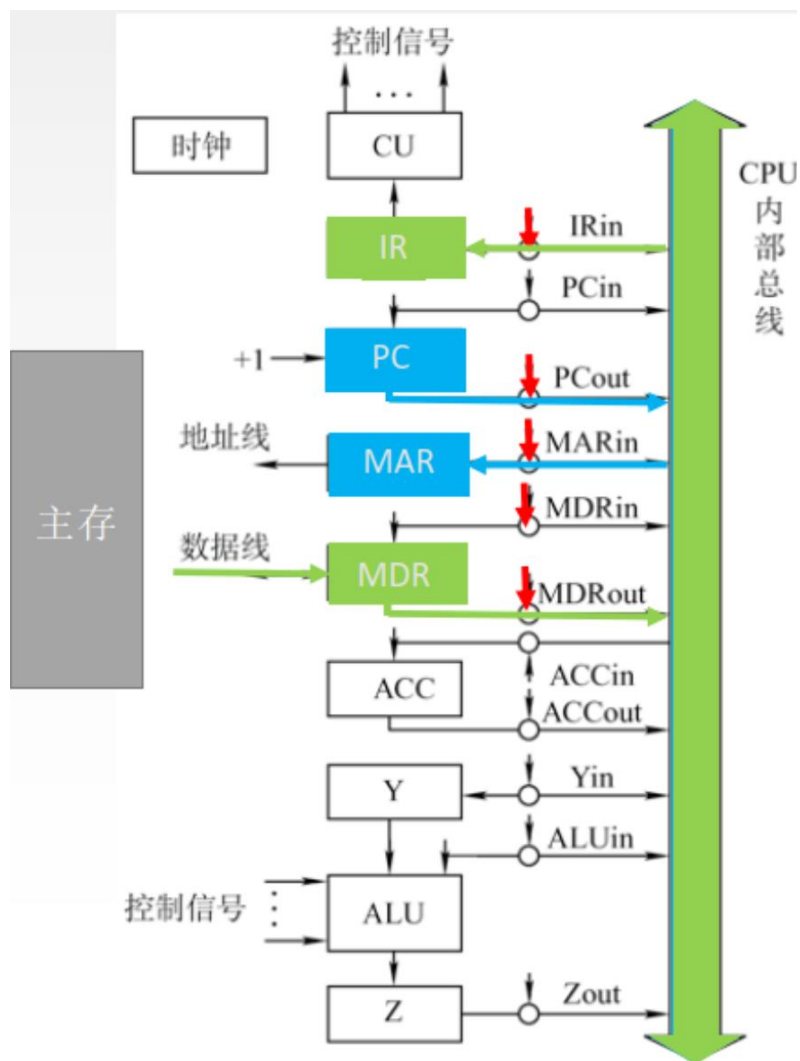 控制信号
···
时钟
CU
CPU
内
部
总
线
IR
IRin
PCin
+1
PC
PCout
地址线
MAR
MARin
MDRin
主存
数据线
MDR
MDRout
ACC
ACCin
ACCout
Y
Yin
ALUin
控制信号
ALU
Z
Zout